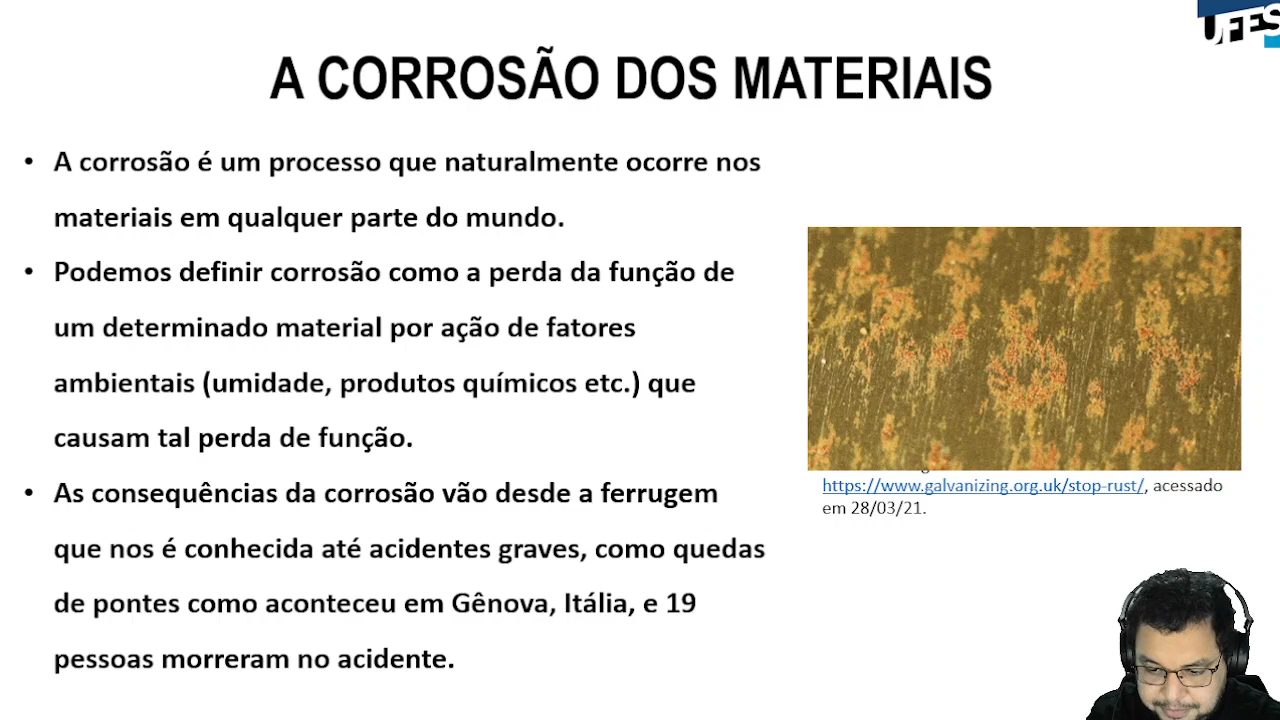 UFES
A CORROSÃO DOS MATERIAIS
• A corrosão é um processo que naturalmente ocorre nos
materiais em qualquer parte do mundo.
• Podemos definir corrosão como a perda da função de
um determinado material por ação de fatores
ambientais (umidade, produtos químicos etc.) que
causam tal perda de função.
• As consequências da corrosão vão desde a ferrugem
que nos é conhecida até acidentes graves, como quedas
de pontes como aconteceu em Gênova, Itália, e 19
pessoas morreram no acidente.
https://www.galvanizing.org.uk/stop-rust/, acessado
em 28/03/21.